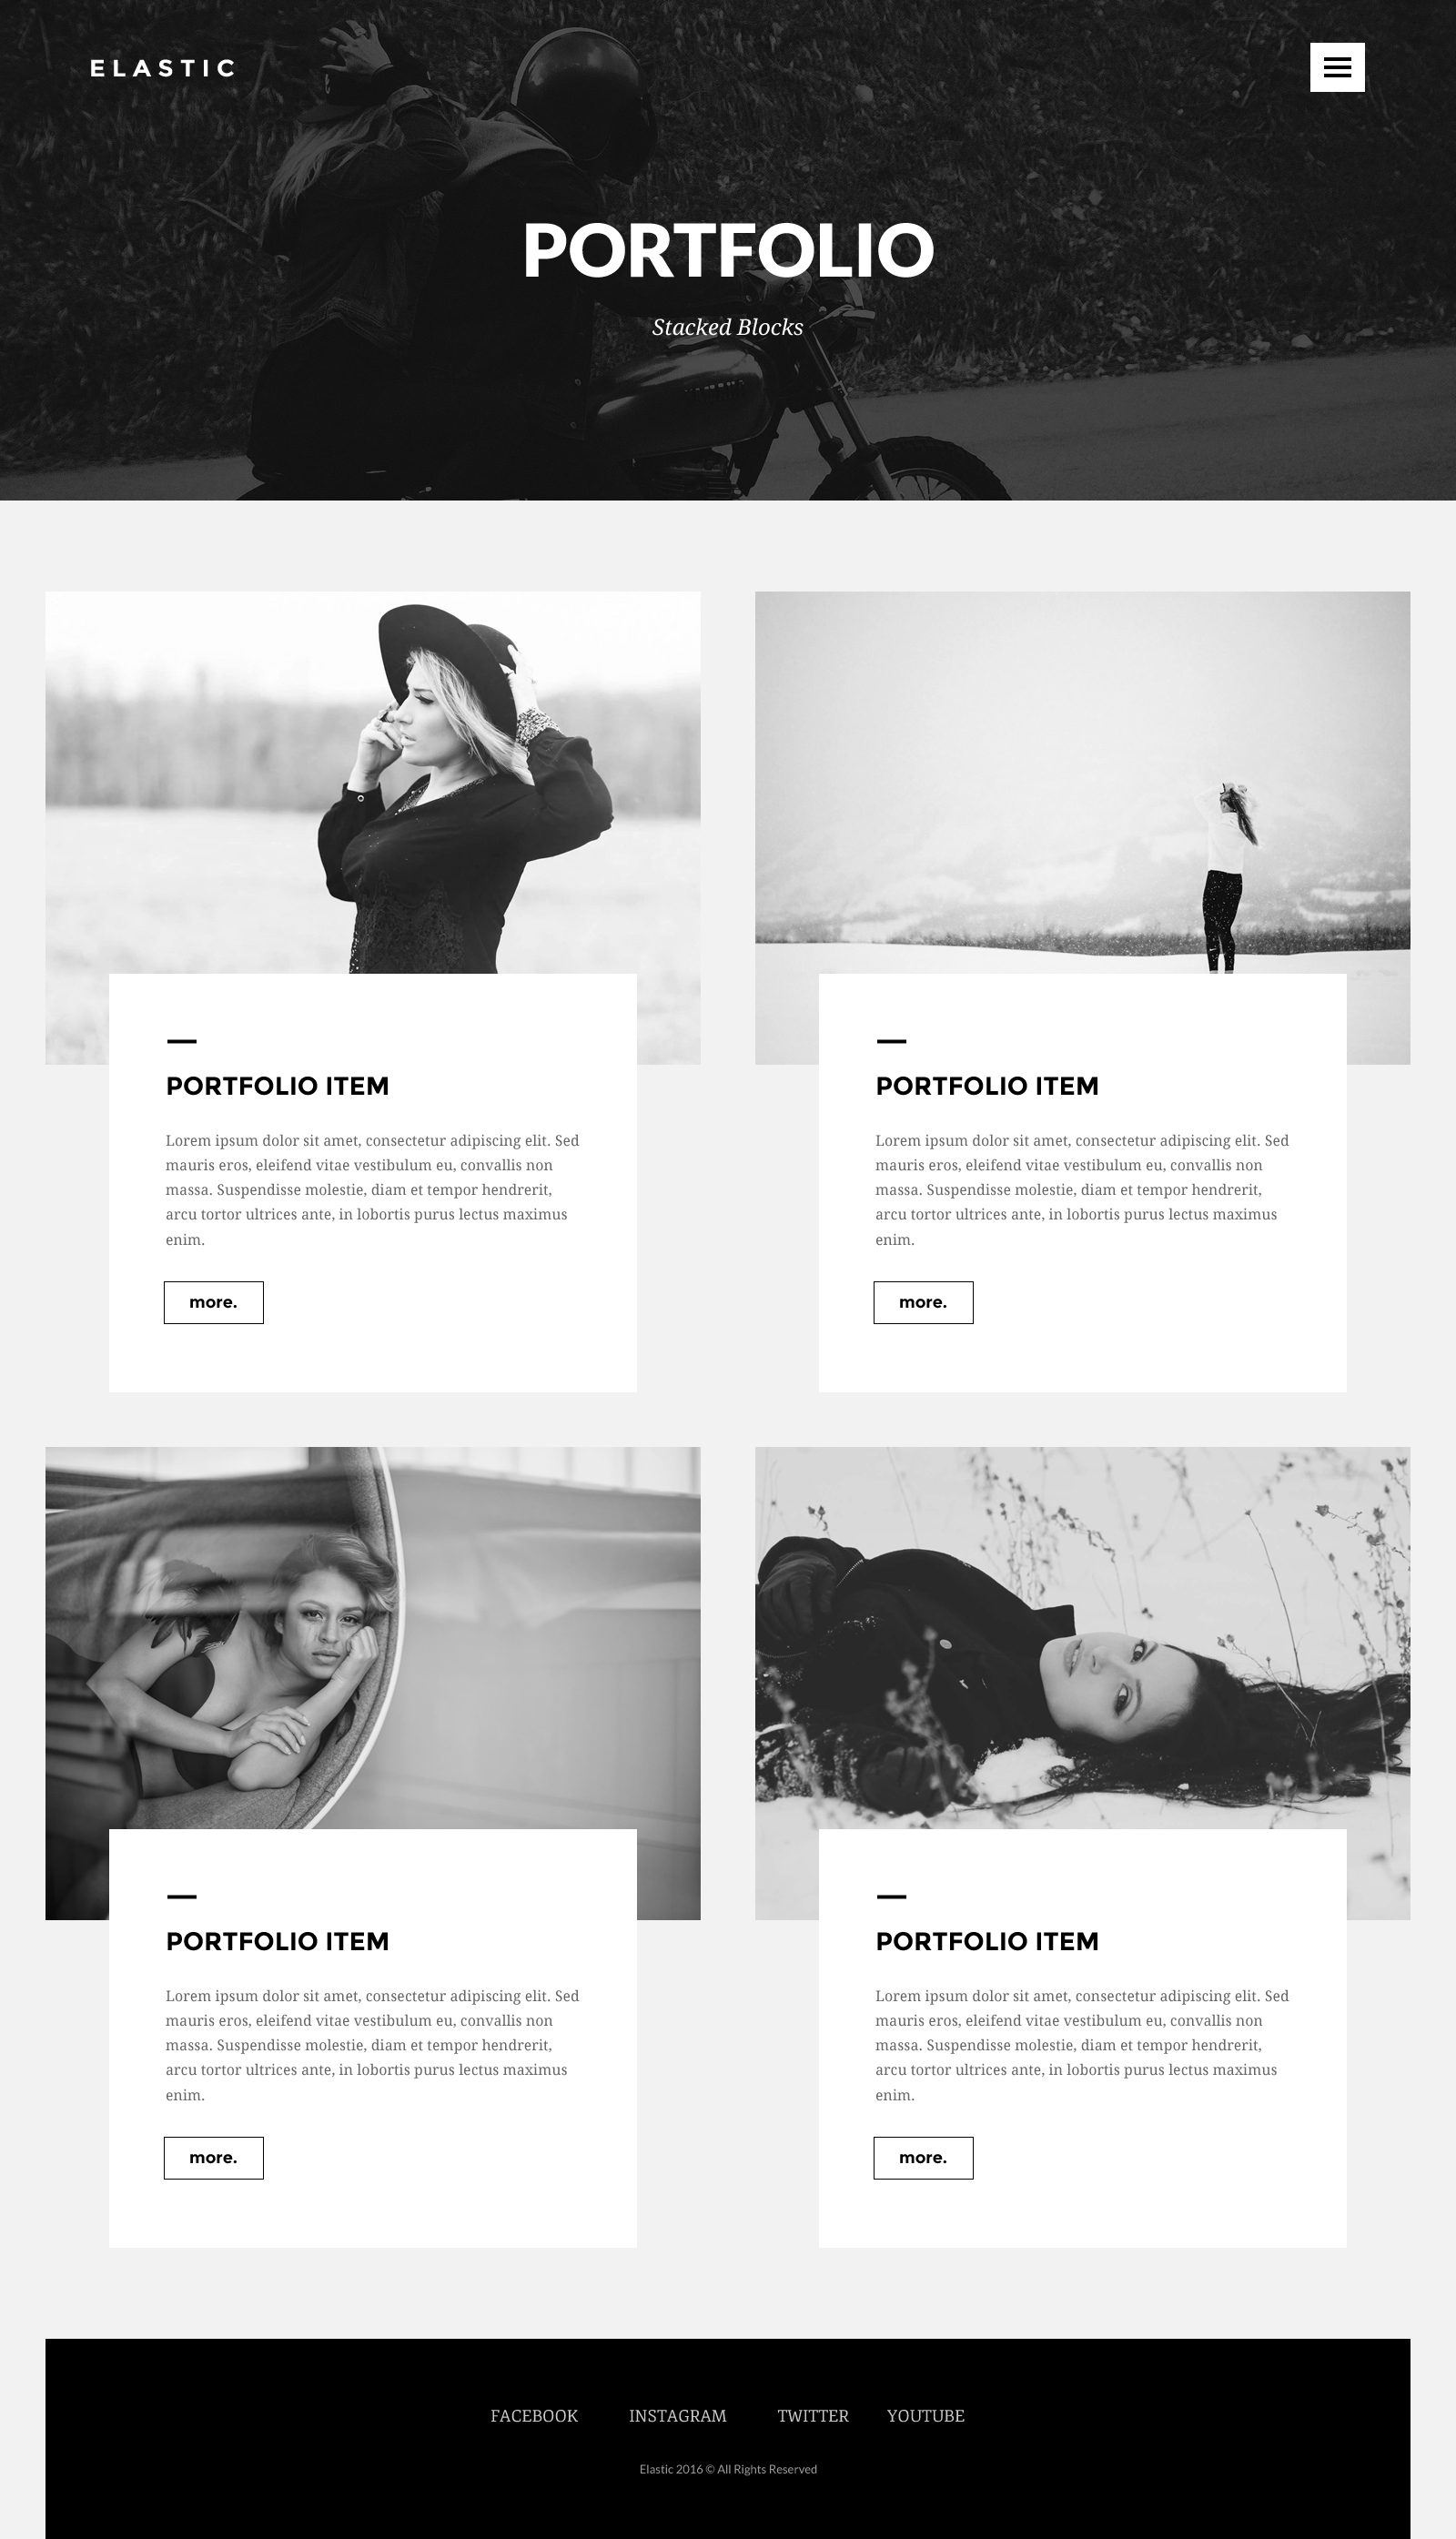 ELASTIC
PORTFOLIO
Stacked Blocks
PORTFOLIO ITEM
Lorem ipsum dolor sit amet, consectetur adipiscing elit. Sed
mauris eros, eleifend vitae vestibulum eu, convallis non
massa. Suspendisse molestie, diam et tempor hendrerit,
arcu tortor ultrices ante, in lobortis purus lectus maximus
enim.
more.
PORTFOLIO ITEM
Lorem ipsum dolor sit amet, consectetur adipiscing elit. Sed
mauris eros, eleifend vitae vestibulum eu, convallis non
massa. Suspendisse molestie, diam et tempor hendrerit,
arcu tortor ultrices ante, in lobortis purus lectus maximus
enim.
more.
PORTFOLIO ITEM
Lorem ipsum dolor sit amet, consectetur adipiscing elit. Sed
mauris eros, eleifend vitae vestibulum eu, convallis non
massa. Suspendisse molestie, diam et tempor hendrerit,
arcu tortor ultrices ante, in lobortis purus lectus maximus
enim.
more.
PORTFOLIO ITEM
Lorem ipsum dolor sit amet, consectetur adipiscing elit. Sed
mauris eros, eleifend vitae vestibulum eu, convallis non
massa. Suspendisse molestie, diam et tempor hendrerit,
arcu tortor ultrices ante, in lobortis purus lectus maximus
enim.
more.
FACEBOOK INSTAGRAM TWITTER YOUTUBE
Elastic 2016 © All Rights Reserved